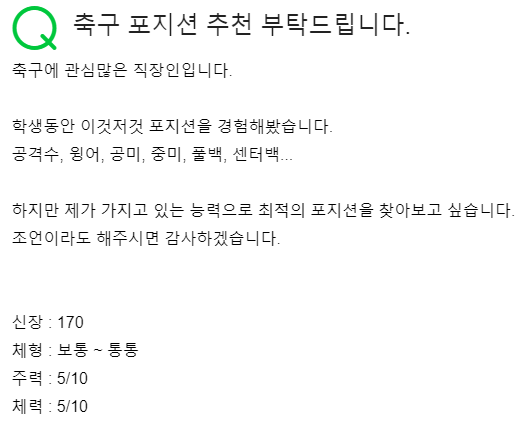 Q 축구 포지션 추천 부탁드립니다.
축구에 관심많은 직장인입니다.
학생동안 이것저것 포지션을 경험해봤습니다.
공격수, 윙어, 공미, 중미, 풀백, 센터백...
하지만 제가 가지고 있는 능력으로 최적의 포지션을 찾아보고 싶습니다.
조언이라도 해주시면 감사하겠습니다.
신장 : 170
체형 : 보통 ~ 통통
주력 : 5/10
체력 : 5/10